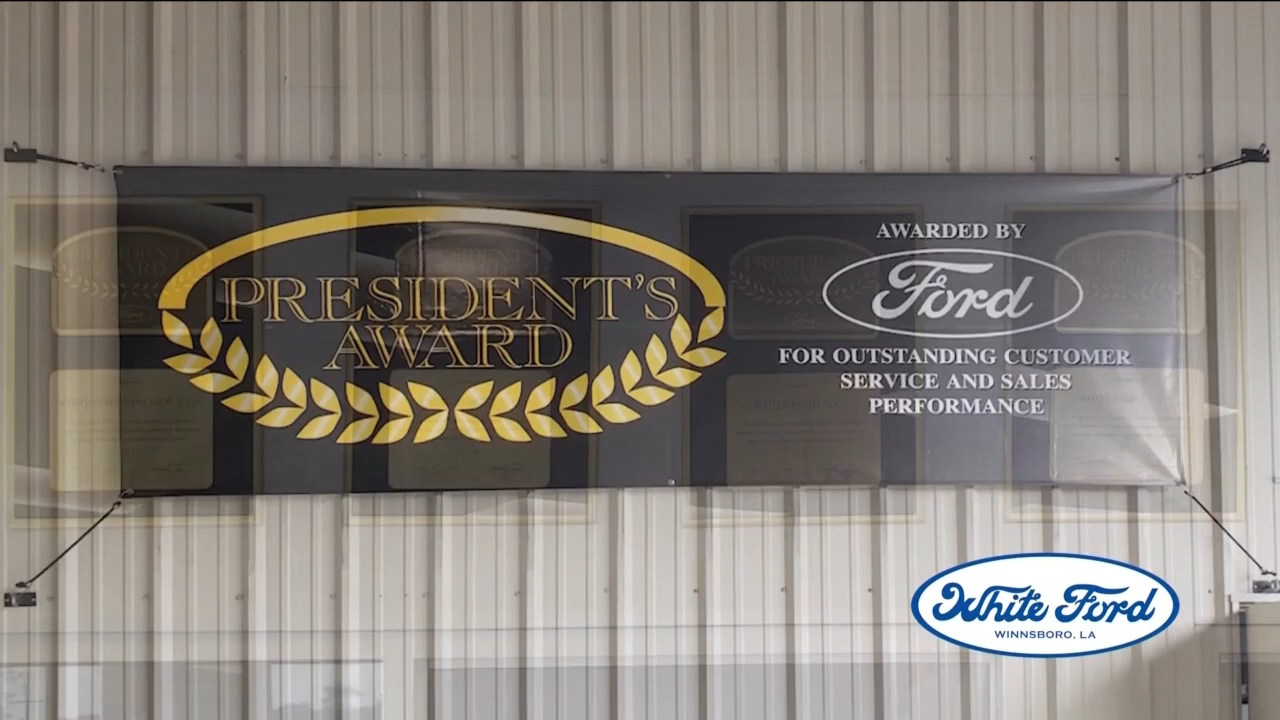 PRESIDENT'S
AWARD
AWARDED BY
Ford
FOR OUTSTANDING CUSTOMER
SERVICE AND SALES
PERFORMANCE
White Ford
WINNSBORO, LA